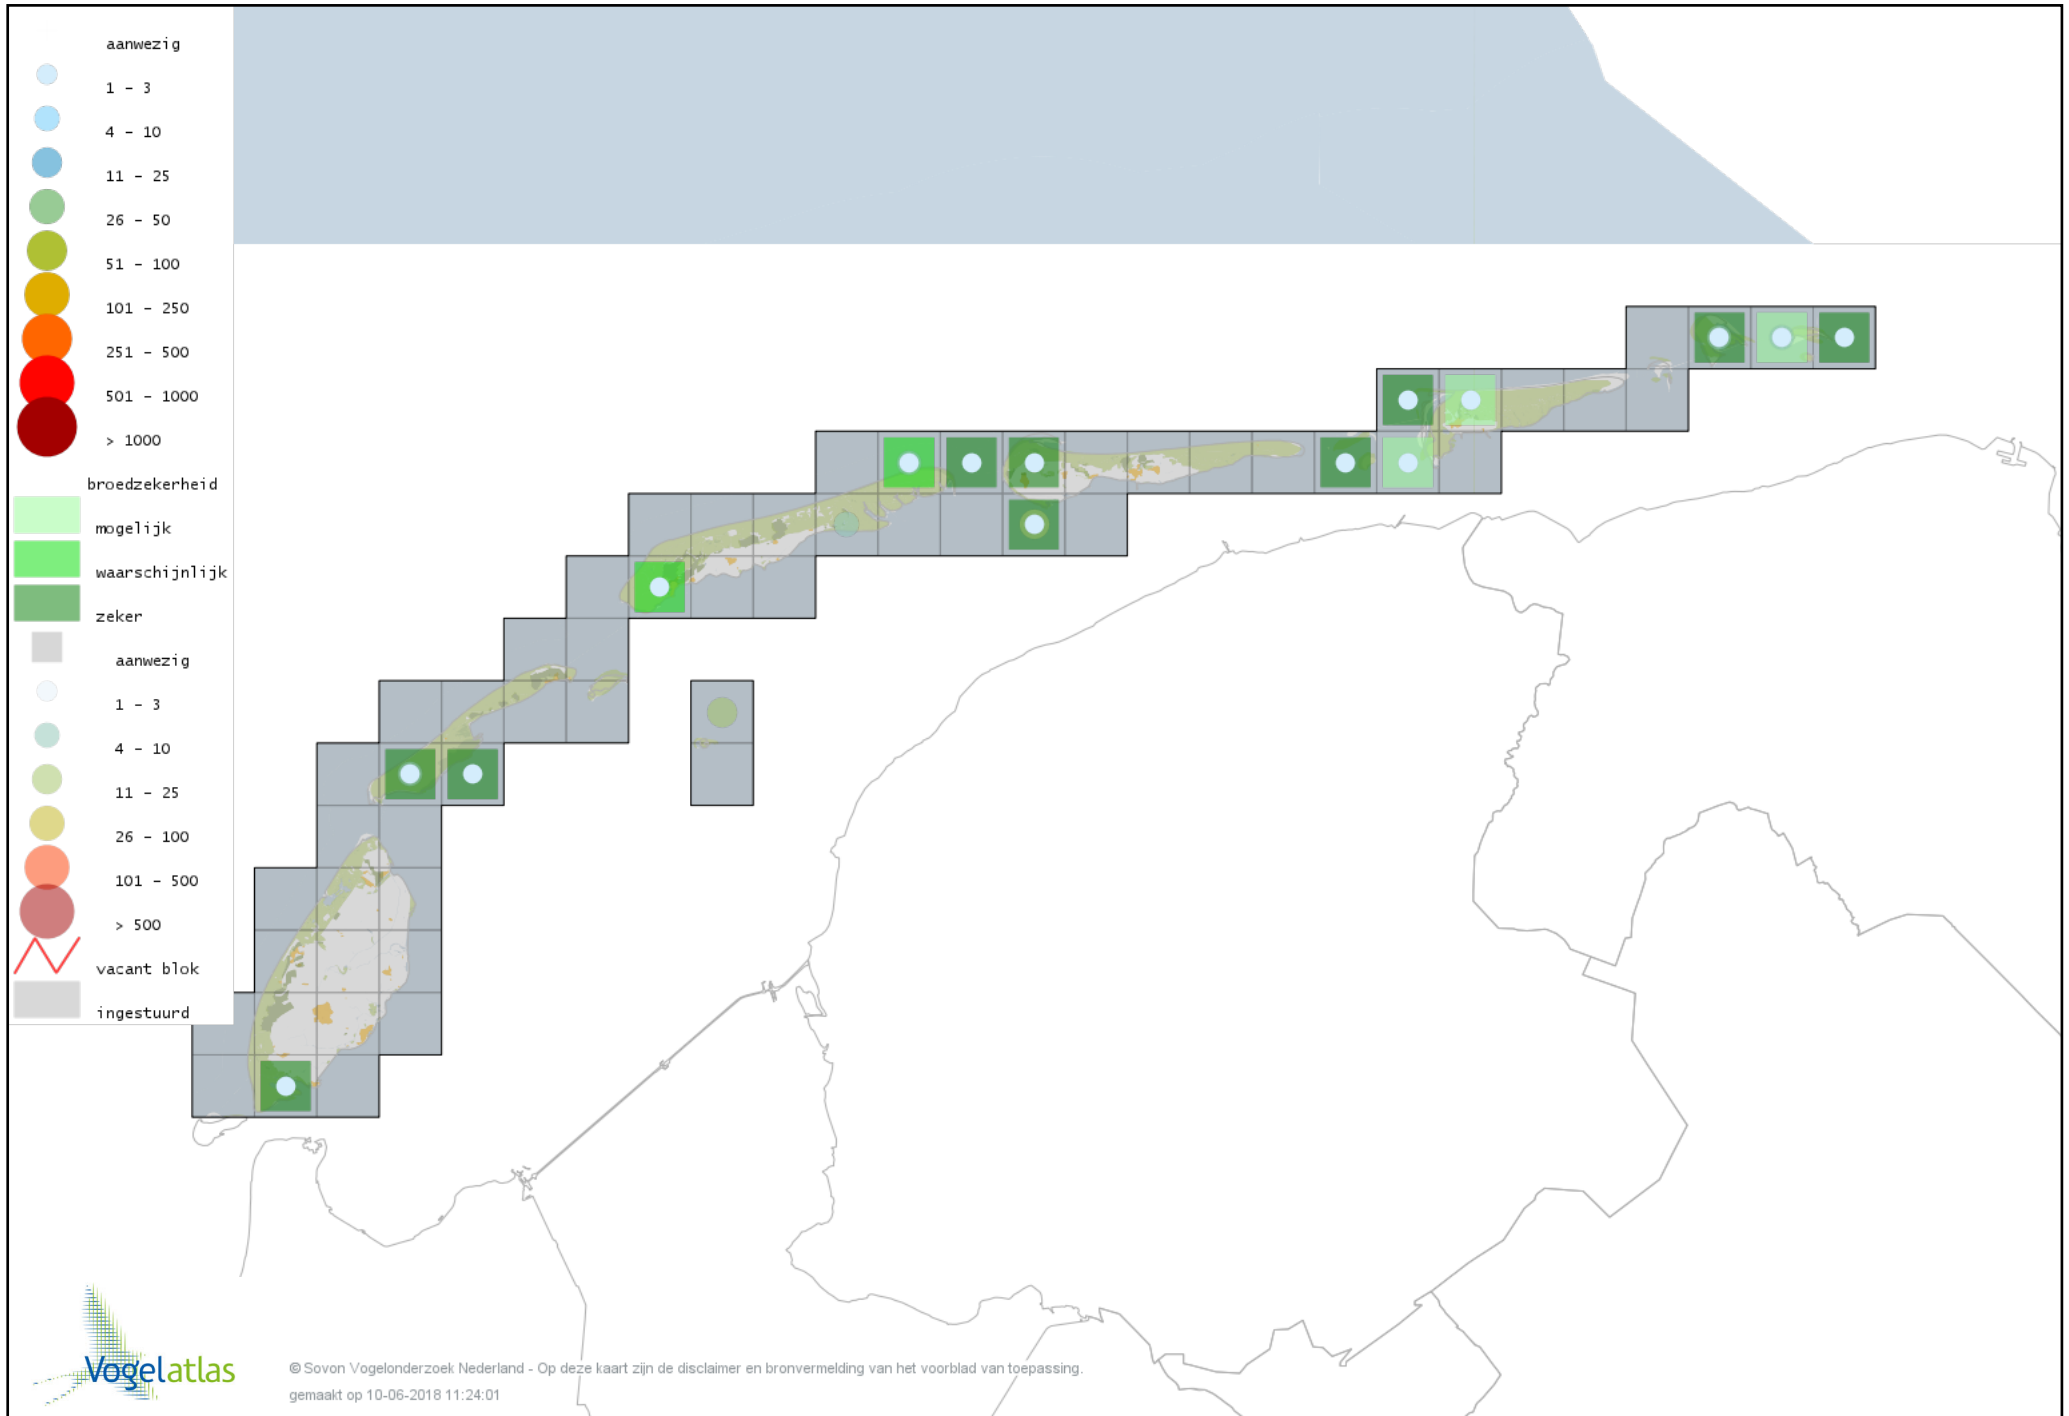 aanwezig
1 - 3
4 - 10
11 - 25
26 - 50
51 - 100
101 - 250
251 - 500
501 - 1000
> 1000
broedzekerheid
mogelijk
waarschijnlijk
zeker
aanwezig
1 - 3
4 - 10
11 - 25
26 - 100
101 - 500
> 500
vacant blok
ingestuurd
Vogelatlas
© Sovon Vogelonderzoek Nederland - Op deze kaart zijn de disclaimer en bronvermelding van het voorblad van toepassing.
gemaakt op 10-06-2018 11:24:01